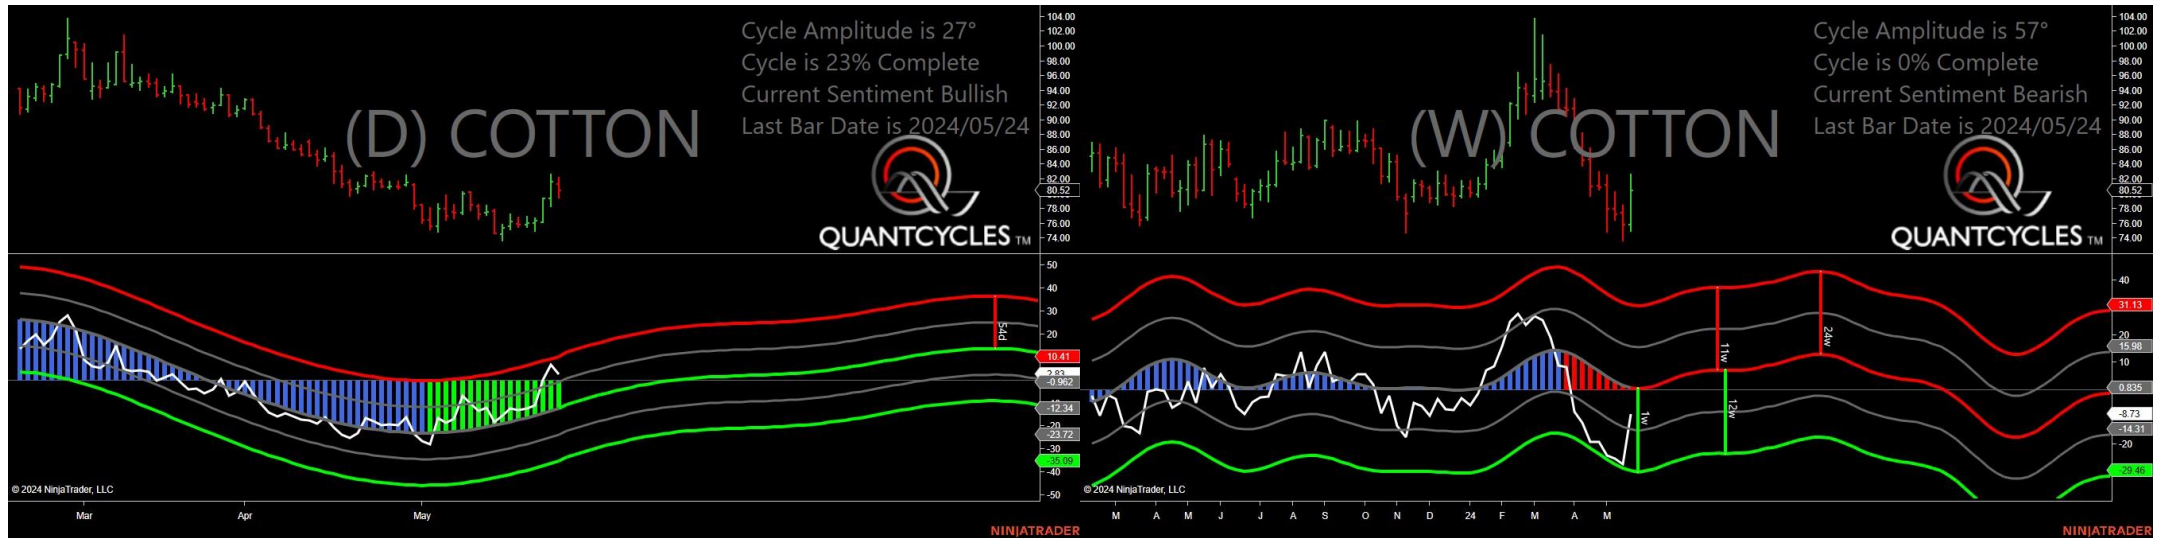 Cycle Amplitude is 27°
Cycle is 23% Complete
Current Sentiment Bullish
Last Bar Date is 2024/05/24
(D) COTTON
QUANTCYCLES TM
104.00
102.00
100.00
98.00
96.00
94.00
92.00
90.00
88.00
86.00
84.00
82.00
80.52
78.00
76.00
74.00
50
40
30
20
10.41
2.83
-0.962
-12.34
-20
-23.72
-30
-35.09
-40
-50
54d
© 2024 NinjaTrader, LLC
Mar Apr May
NINJATRADER
Cycle Amplitude is 57°
Cycle is 0% Complete
Current Sentiment Bearish
Last Bar Date is 2024/05/24
(W) COTTON
QUANTCYCLES TM
104.00
102.00
100.00
98.00
96.00
94.00
92.00
90.00
88.00
86.00
84.00
82.00
80.52
78.00
76.00
74.00
40
31.13
20
15.98
10
0.835
-8.73
-14.31
-20
-29.46
11w
24w
1w
12w
© 2024 NinjaTrader, LLC
M A M J J A S O N D 24 F M A M
NINJATRADER